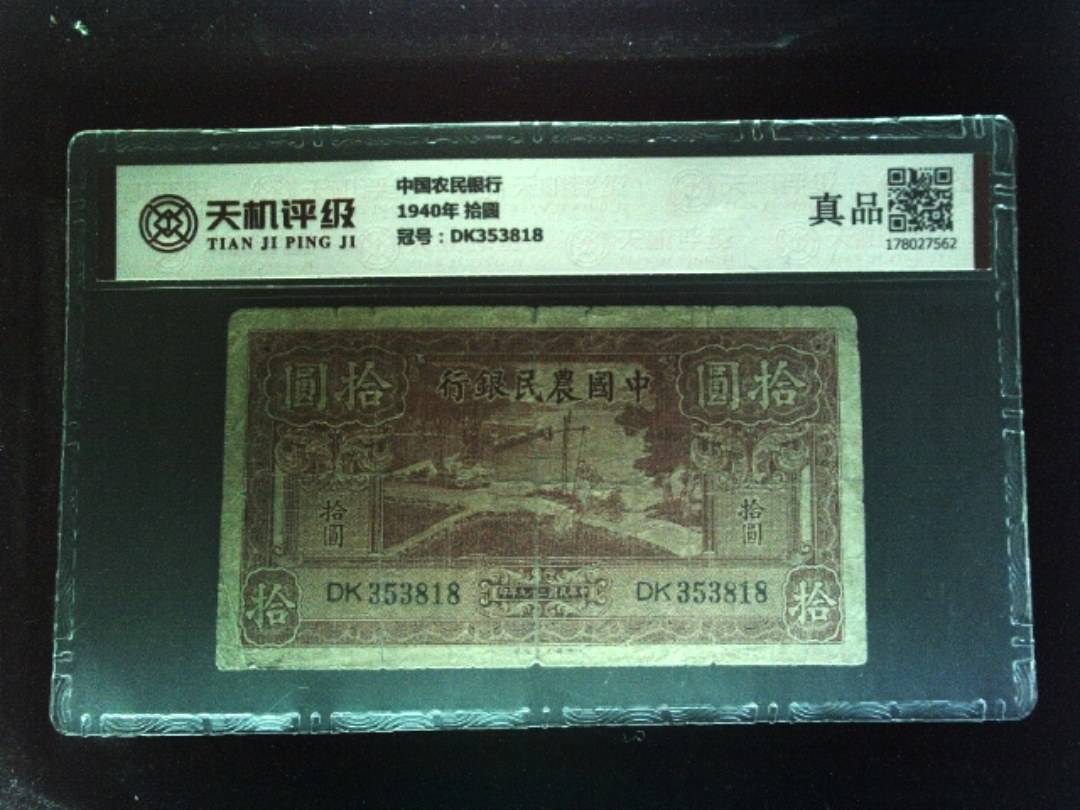 天机评级
TIAN JI PING JI
中国农民银行
1940年 拾圆
冠号：DK353818
真品
178027562
行銀民農國中
圓拾
圓拾
拾圓
拾圓
拾
DK353818
DK353818
拾